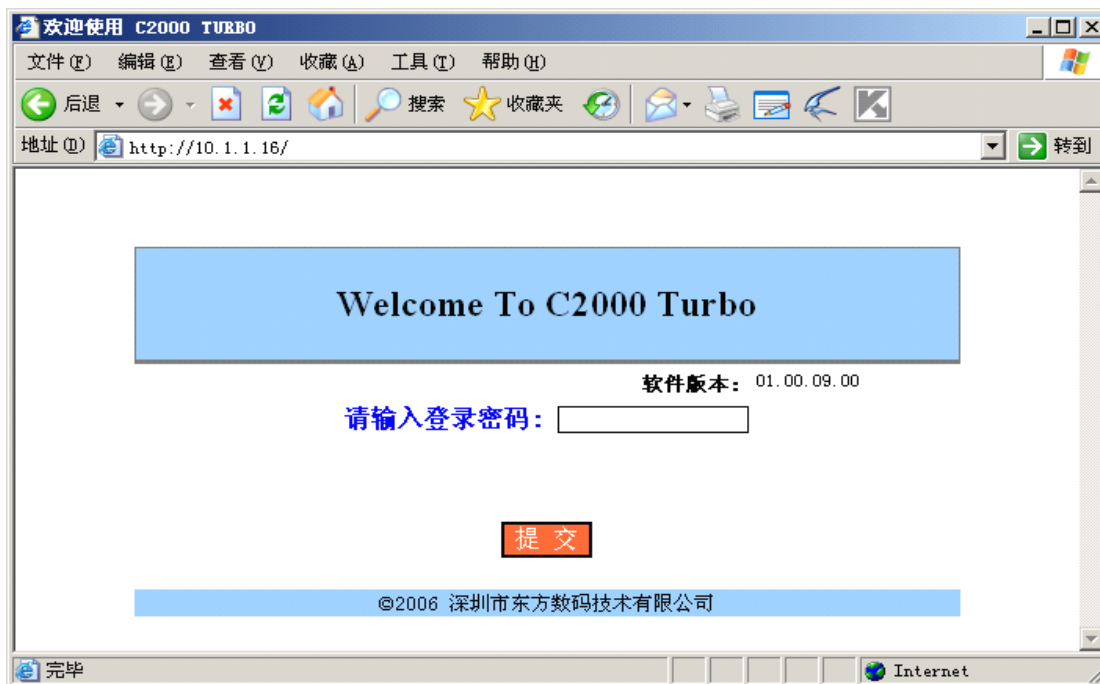 欢迎使用 C2000 TURBO
文件(F) 编辑(E) 查看(V) 收藏(A) 工具(T) 帮助(H)
后退 搜索 收藏夹
地址(D) http://10.1.1.16/ 转到
Welcome To C2000 Turbo
软件版本： 01.00.09.00
请输入登录密码：
提 交
©2006 深圳市东方数码技术有限公司
完毕 Internet